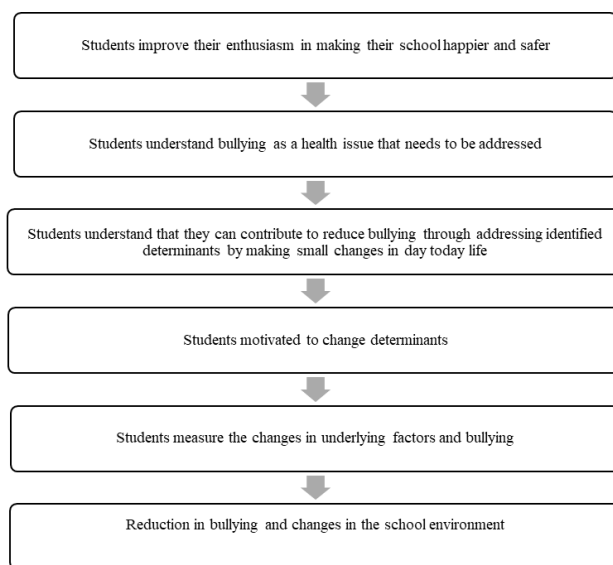 Students improve their enthusiasm in making their school happier and safer
Students understand bullying as a health issue that needs to be addressed
Students understand that they can contribute to reduce bullying through addressing identified
determinants by making small changes in day today life
Students motivated to change determinants
Students measure the changes in underlying factors and bullying
Reduction in bullying and changes in the school environment